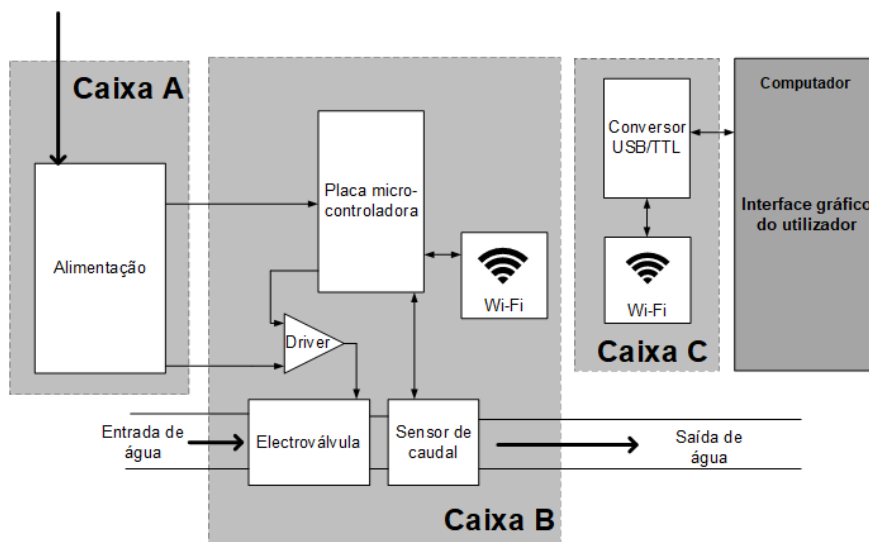 Caixa A
Alimentação
Placa micro-
controladora
Wi-Fi
Driver
Entrada de
água
Electroválvula
Sensor de
caudal
Saída de
água
Caixa B
Conversor
USB/TTL
Wi-Fi
Caixa C
Computador
Interface gráfico
do utilizador